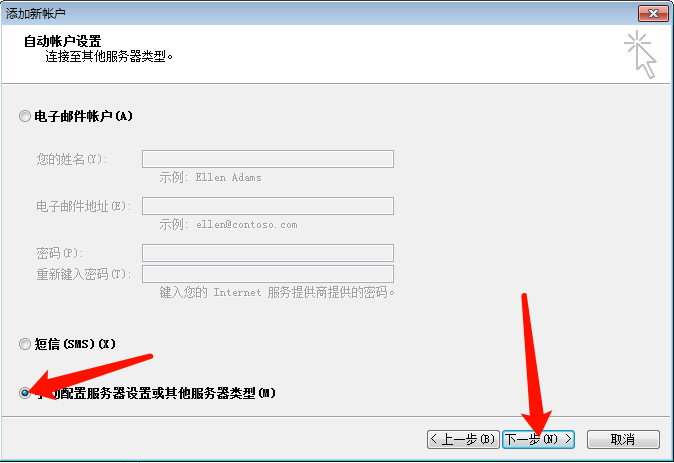 添加新帐户
自动帐户设置
连接至其他服务器类型。
电子邮件帐户(A)
您的姓名(Y):
示例: Ellen Adams
电子邮件地址(E):
示例: ellen@contoso.com
密码(P):
重新键入密码(T):
键入您的 Internet 服务提供商提供的密码。
短信(SMS)(X)
动配置服务器设置或其他服务器类型(M)
< 上一步(B) 下一步(N) > 取消